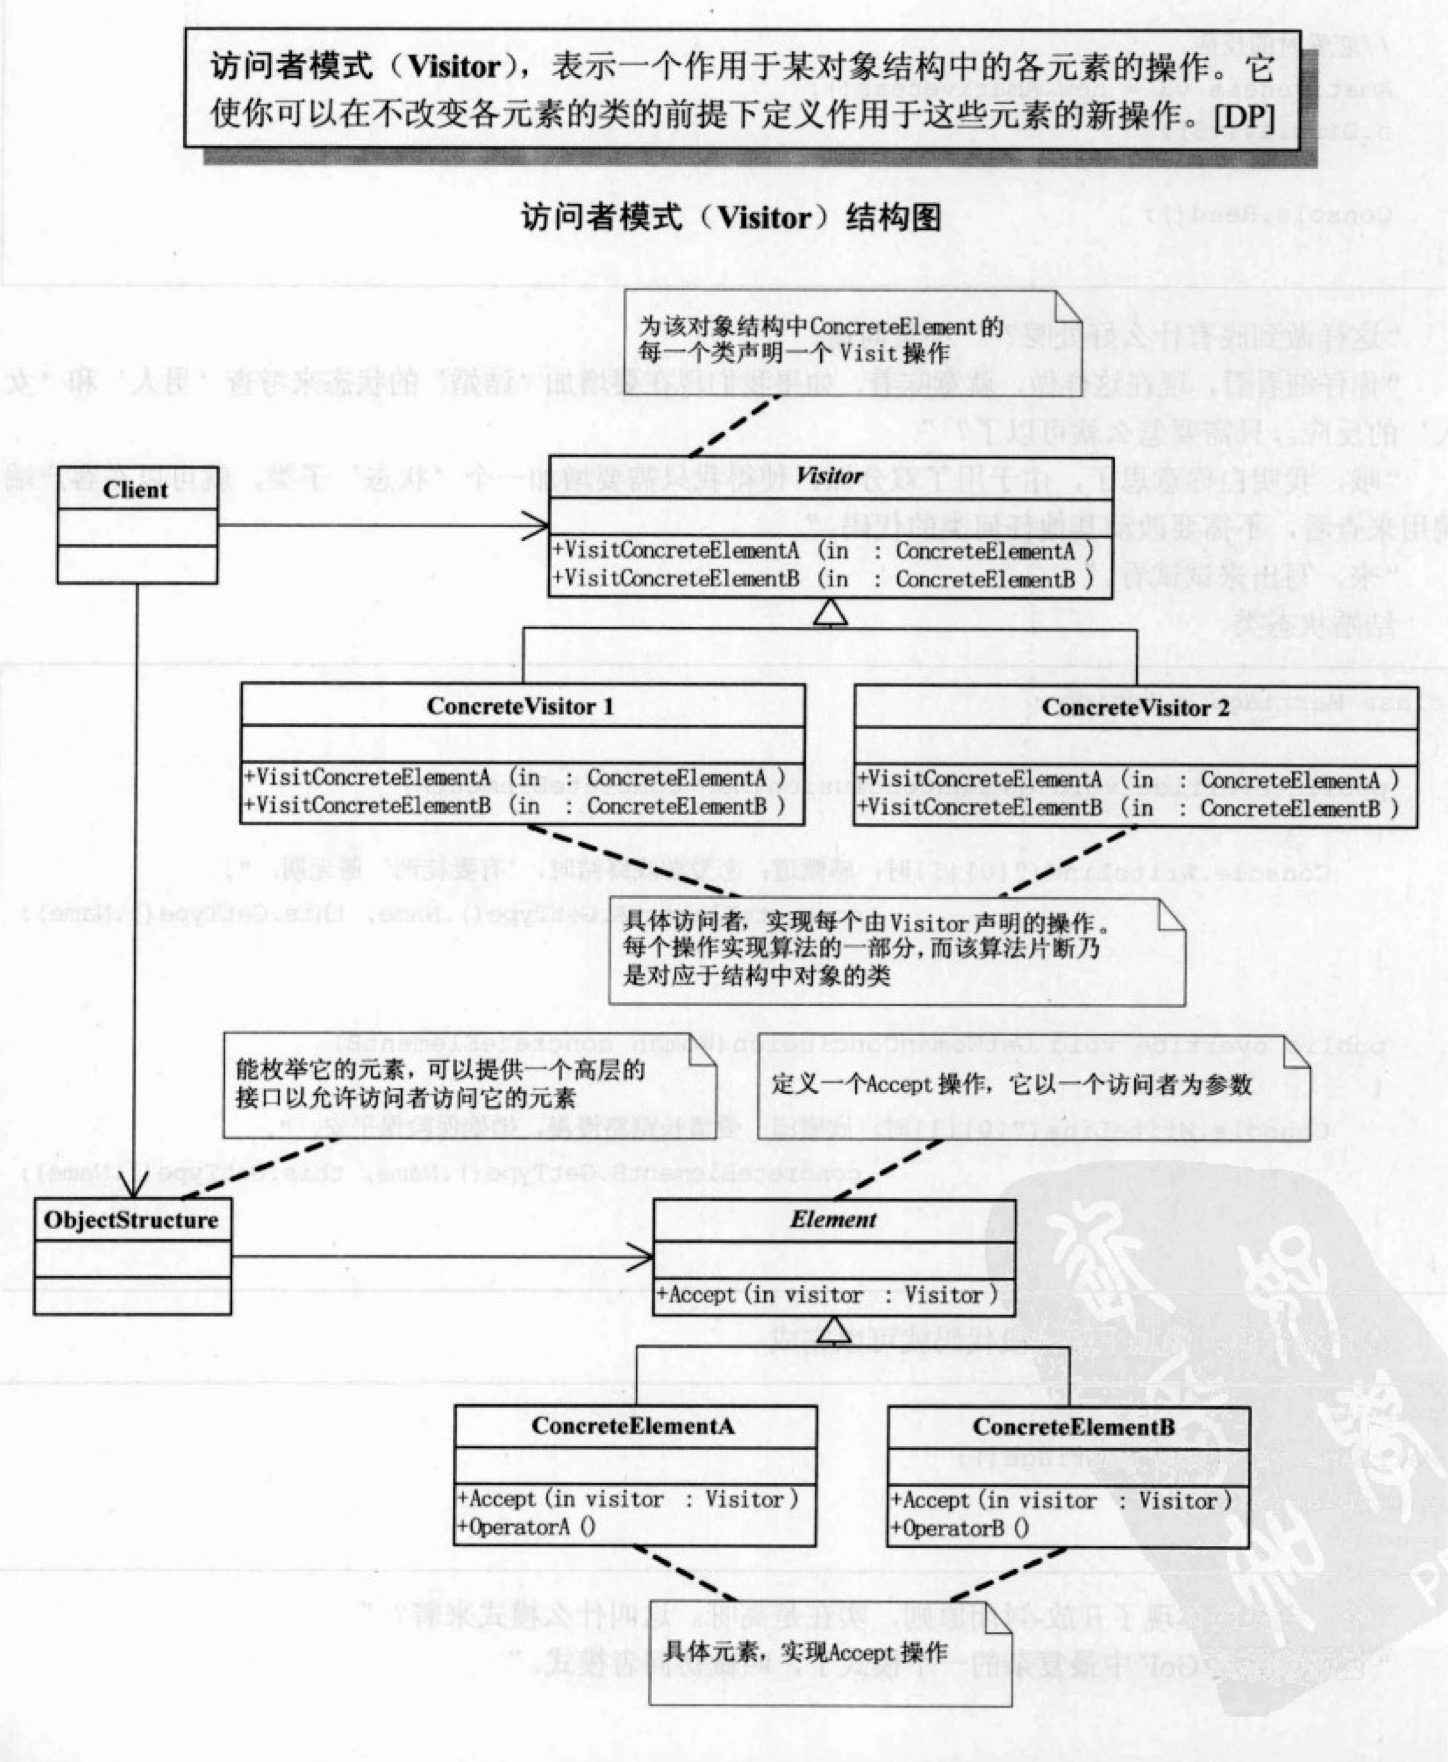 访问者模式（Visitor），表示一个作用于某对象结构中的各元素的操作。它
使你可以在不改变各元素的类的前提下定义作用于这些元素的新操作。[DP]
访问者模式（Visitor）结构图
为该对象结构中ConcreteElement的
每一个类声明一个 Visit 操作
Client
Visitor
+VisitConcreteElementA (in : ConcreteElementA )
+VisitConcreteElementB (in : ConcreteElementB )
ConcreteVisitor 1
+VisitConcreteElementA (in : ConcreteElementA )
+VisitConcreteElementB (in : ConcreteElementB )
ConcreteVisitor 2
+VisitConcreteElementA (in : ConcreteElementA )
+VisitConcreteElementB (in : ConcreteElementB )
具体访问者，实现每个由Visitor 声明的操作。
每个操作实现算法的一部分，而该算法片断乃
是对应于结构中对象的类
能枚举它的元素，可以提供一个高层的
接口以允许访问者访问它的元素
定义一个Accept 操作，它以一个访问者为参数
ObjectStructure
Element
+Accept (in visitor : Visitor )
ConcreteElementA
+Accept (in visitor : Visitor )
+OperatorA ()
ConcreteElementB
+Accept (in visitor : Visitor )
+OperatorB ()
具体元素，实现Accept 操作